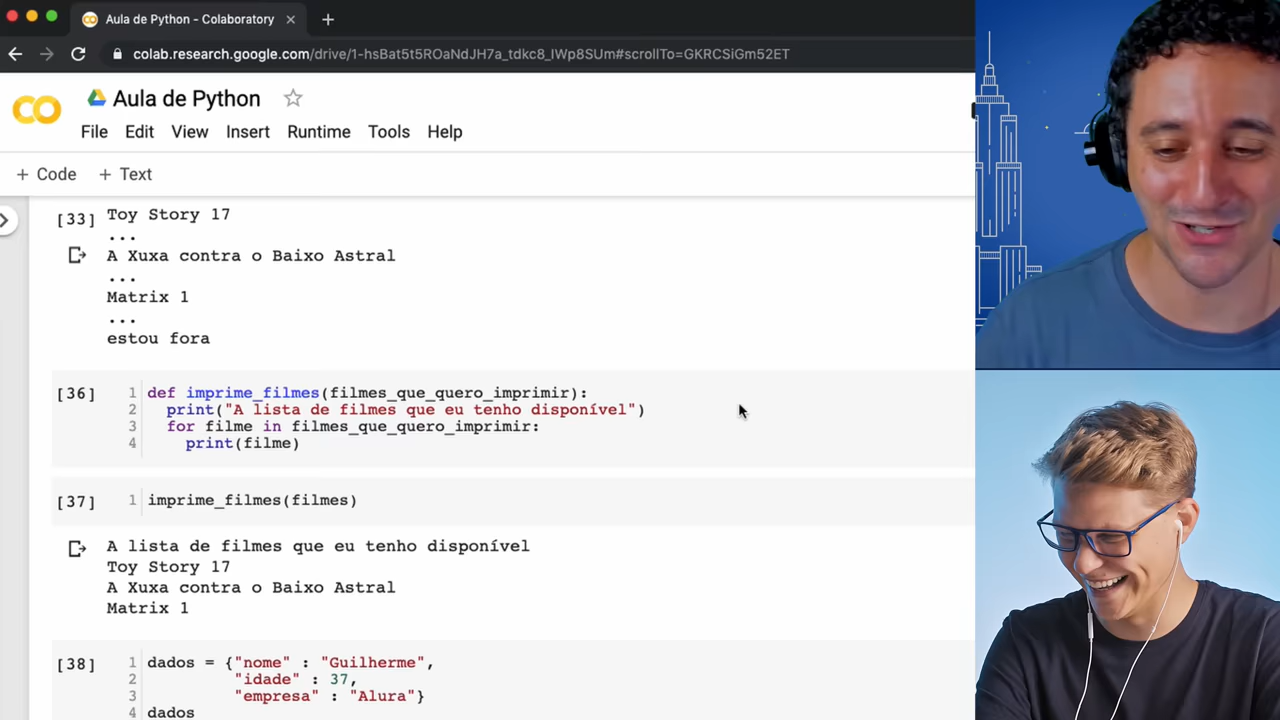 Aula de Python - Colaboratory
colab.research.google.com/drive/1-hsBat5t5ROaNdJH7a_tdkc8_IWp8SUm#scrollTo=GKRCSiGm52ET
Aula de Python
File Edit View Insert Runtime Tools Help
+ Code + Text
[33] Toy Story 17
...
A Xuxa contra o Baixo Astral
...
Matrix 1
...
estou fora
[36] 1 def imprime_filmes(filmes_que_quero_imprimir):
2 print("A lista de filmes que eu tenho disponível")
3 for filme in filmes_que_quero_imprimir:
4 print(filme)
[37] 1 imprime_filmes(filmes)
A lista de filmes que eu tenho disponível
Toy Story 17
A Xuxa contra o Baixo Astral
Matrix 1
[38] 1 dados = {"nome" : "Guilherme",
2 "idade" : 37,
3 "empresa" : "Alura"}
4 dados